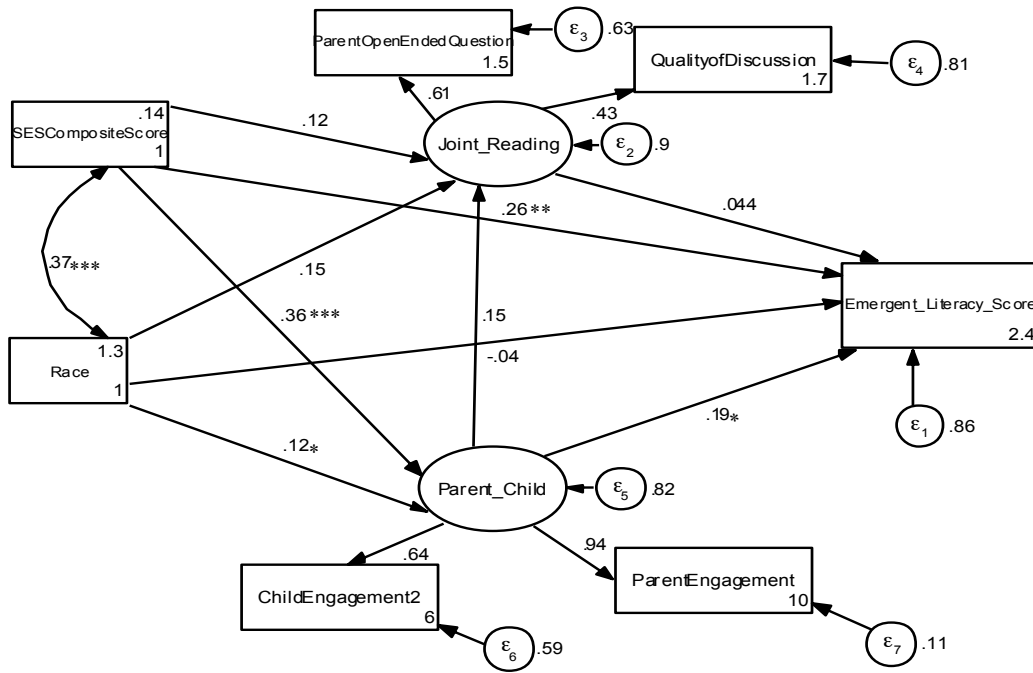 ParentOpenEndedQuestion
1.5
ε3
.63
QualityofDiscussion
1.7
ε4
.81
.14
SESCompositeScore
1
.12
.61
.43
Joint_Reading
ε2
.9
.26**
.044
.37***
.15
.36***
.15
-.04
Emergent_Literacy_Score
2.4
1.3
Race
1
.19*
ε1
.86
.12*
Parent_Child
ε5
.82
.64
.94
ChildEngagement2
6
ParentEngagement
10
ε6
.59
ε7
.11